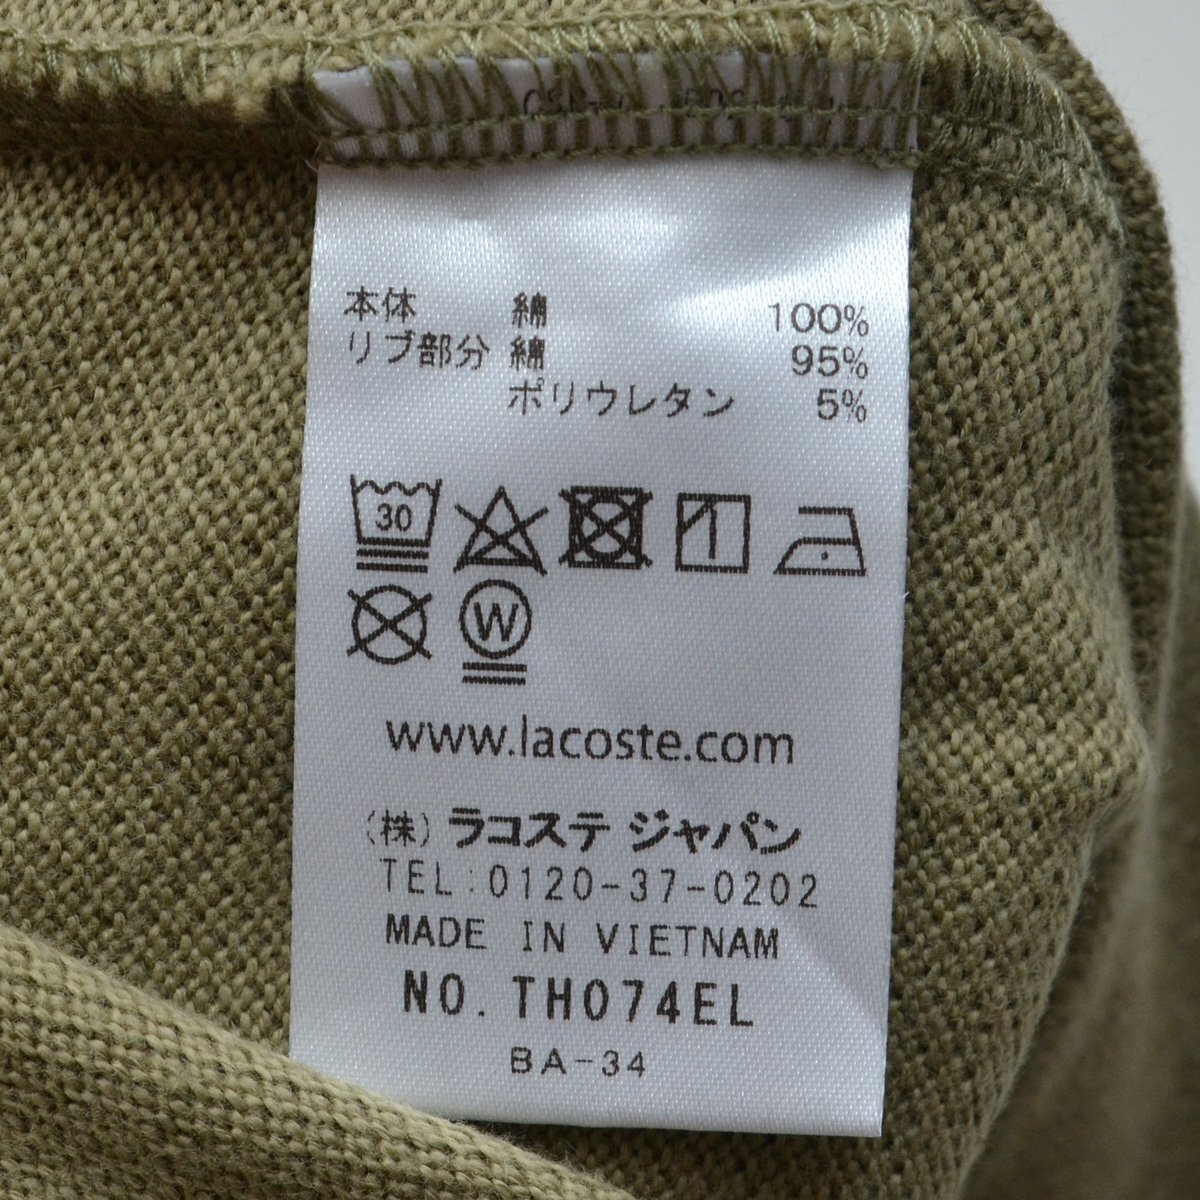 本体 綿 100%
リブ部分 綿 95%
ポリウレタン 5%
30
W
www.lacoste.com
(株) ラコステ ジャパン
TEL:0120-37-0202
MADE IN VIETNAM
NO. TH074EL
BA-34